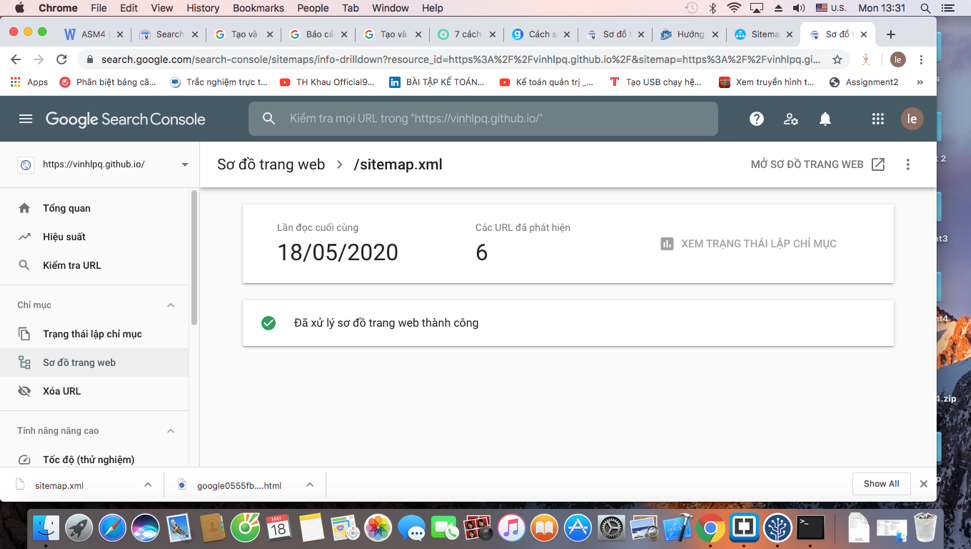 Chrome File Edit View History Bookmarks People Tab Window Help U.S. Mon 13:31
ASM4 Search Tạo và Báo cá Tạo và 7 cách Cách s Sơ đồ t Hướng Sitema Sơ đồ t
search.google.com/search-console/sitemaps/info-drilldown?resource_id=https%3A%2F%2Fvinhlpq.github.io%2F&sitemap=https%3A%2F%2Fvinhlpq.gi... le
Apps Phân biệt bảng câ... Trắc nghiệm trực t... TH Khau Official9... BÀI TẬP KẾ TOÁN... Kế toán quản trị _... Tạo USB chạy hệ... Xem truyền hình t... Assignment2 »
Google Search Console Kiểm tra mọi URL trong "https://vinhlpq.github.io/" le
https://vinhlpq.github.io/
Sơ đồ trang web > /sitemap.xml MỞ SƠ ĐỒ TRANG WEB
Tổng quan
Hiệu suất
Kiểm tra URL
Chỉ mục
Trạng thái lập chỉ mục
Sơ đồ trang web
Xóa URL
Tính năng nâng cao
Tốc độ (thử nghiệm)
Lần đọc cuối cùng
18/05/2020
Các URL đã phát hiện
6
XEM TRẠNG THÁI LẬP CHỈ MỤC
Đã xử lý sơ đồ trang web thành công
sitemap.xml google0555fb....html Show All
MAY
18